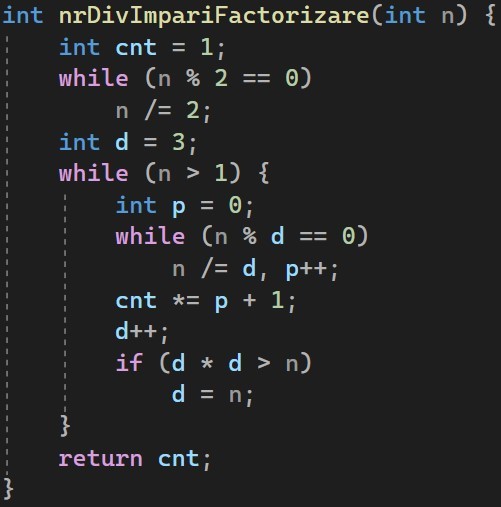 int nrDivImpariFactorizare(int n) {
    int cnt = 1;
    while (n % 2 == 0)
        n /= 2;
    int d = 3;
    while (n > 1) {
        int p = 0;
        while (n % d == 0)
            n /= d, p++;
        cnt *= p + 1;
        d++;
        if (d * d > n)
            d = n;
    }
    return cnt;
}